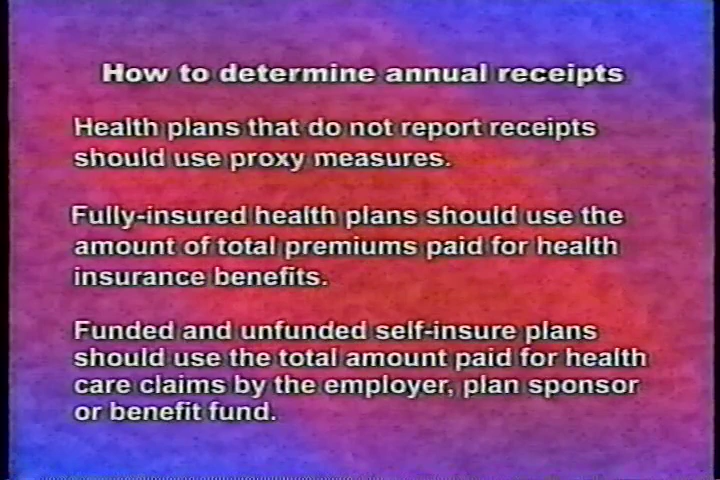 How to determine annual receipts
Health plans that do not report receipts
should use proxy measures.
Fully-insured health plans should use the
amount of total premiums paid for health
insurance benefits.
Funded and unfunded self-insure plans
should use the total amount paid for health
care claims by the employer, plan sponsor
or benefit fund.